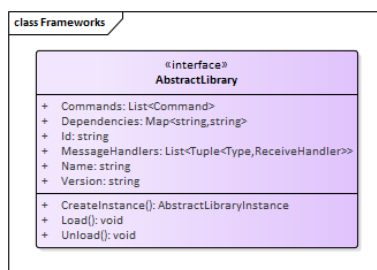 class Frameworks
«interface»
AbstractLibrary
+ Commands: List<Command>
+ Dependencies: Map<string,string>
+ Id: string
+ MessageHandlers: List<Tuple<Type,ReceiveHandler>>
+ Name: string
+ Version: string
+ CreateInstance(): AbstractLibraryInstance
+ Load(): void
+ Unload(): void